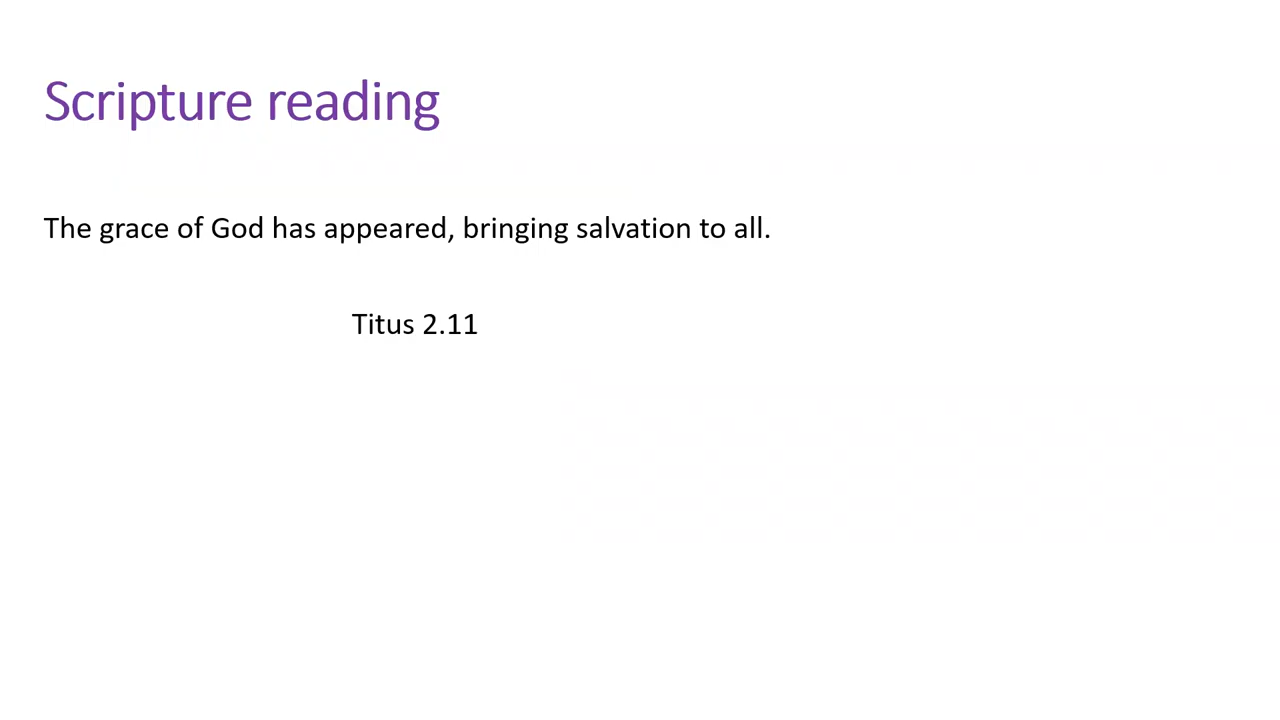 Scripture reading
The grace of God has appeared, bringing salvation to all.
Titus 2.11